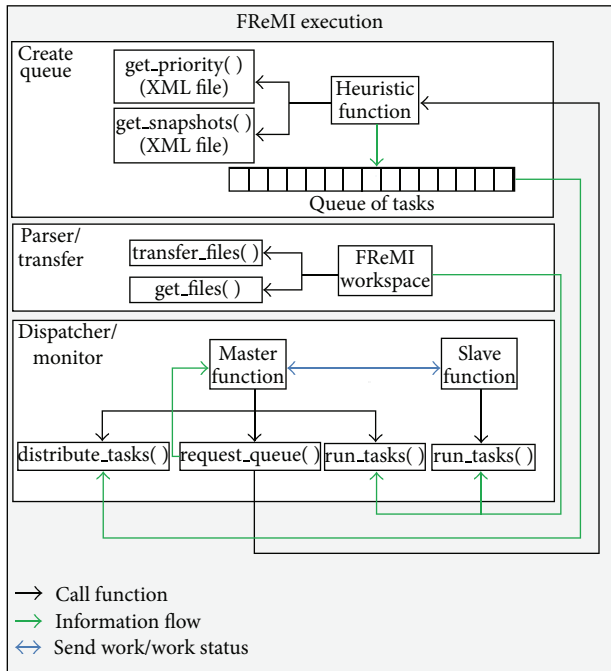 FReMI execution
Create
queue
get_priority( )
(XML file)
get_snapshots( )
(XML file)
Heuristic
function
Queue of tasks
Parser/
transfer
transfer_files( )
get_files( )
FReMI
workspace
Dispatcher/
monitor
Master
function
Slave
function
distribute_tasks( )
request_queue( )
run_tasks( )
run_tasks( )
Call function
Information flow
Send work/work status